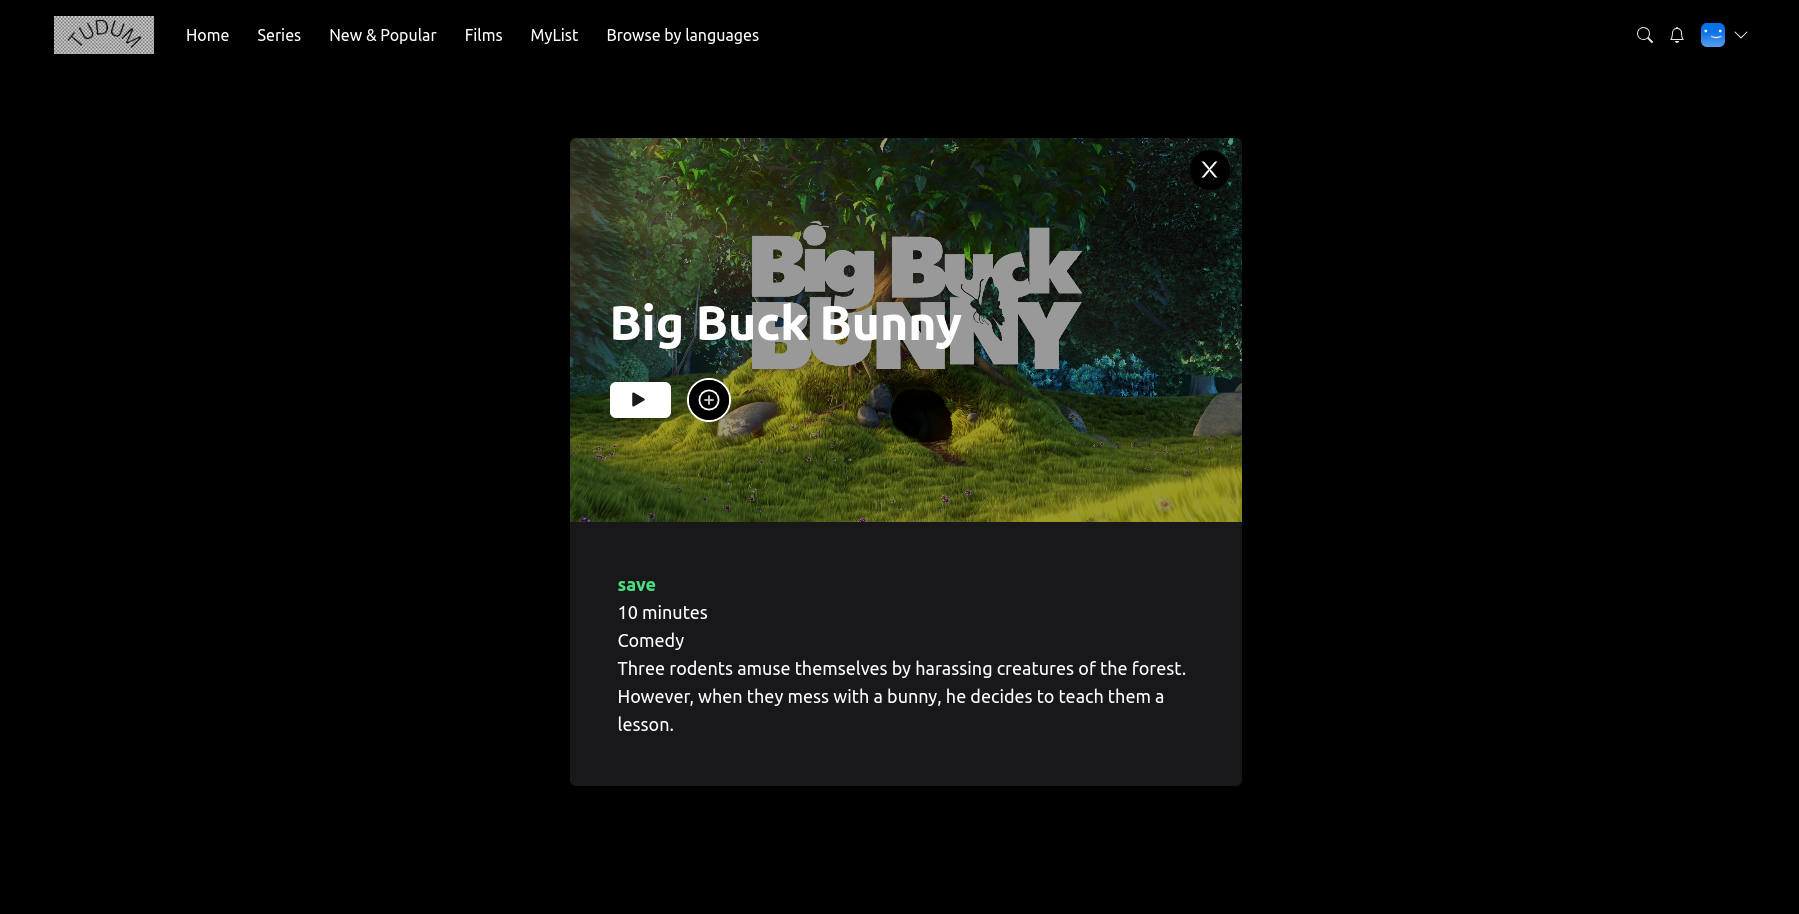 TUDUM
Home
Series
New & Popular
Films
MyList
Browse by languages
X
Big Buck
BUNNY
Big Buck Bunny
save
10 minutes
Comedy
Three rodents amuse themselves by harassing creatures of the forest.
However, when they mess with a bunny, he decides to teach them a
lesson.